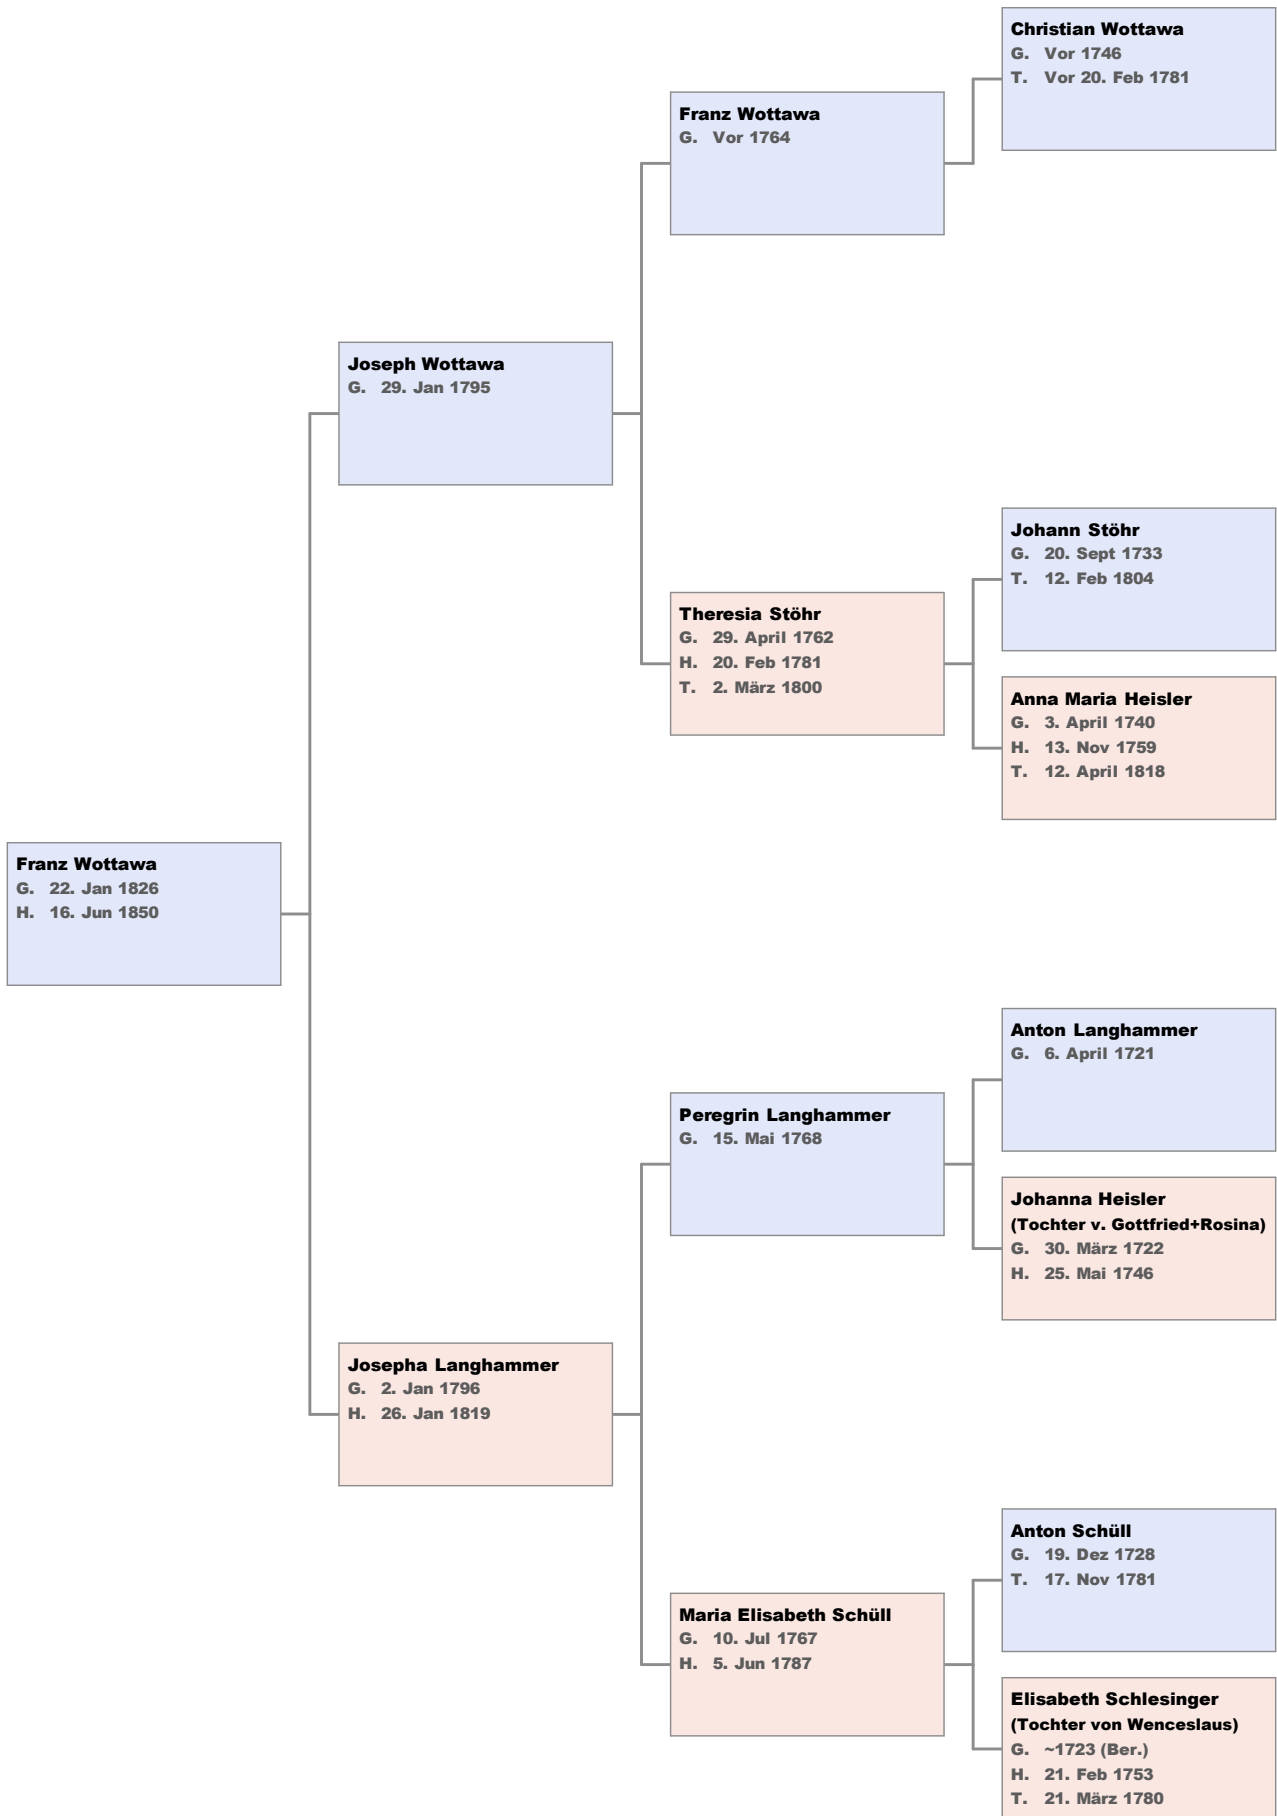 Christian Wottawa
G. Vor 1746
T. Vor 20. Feb 1781
Franz Wottawa
G. Vor 1764
Joseph Wottawa
G. 29. Jan 1795
Johann Stöhr
G. 20. Sept 1733
T. 12. Feb 1804
Theresia Stöhr
G. 29. April 1762
H. 20. Feb 1781
T. 2. März 1800
Anna Maria Heisler
G. 3. April 1740
H. 13. Nov 1759
T. 12. April 1818
Franz Wottawa
G. 22. Jan 1826
H. 16. Jun 1850
Anton Langhammer
G. 6. April 1721
Peregrin Langhammer
G. 15. Mai 1768
Johanna Heisler
(Tochter v. Gottfried+Rosina)
G. 30. März 1722
H. 25. Mai 1746
Josepha Langhammer
G. 2. Jan 1796
H. 26. Jan 1819
Anton Schüll
G. 19. Dez 1728
T. 17. Nov 1781
Maria Elisabeth Schüll
G. 10. Jul 1767
H. 5. Jun 1787
Elisabeth Schlesinger
(Tochter von Wenceslaus)
G. ~1723 (Ber.)
H. 21. Feb 1753
T. 21. März 1780